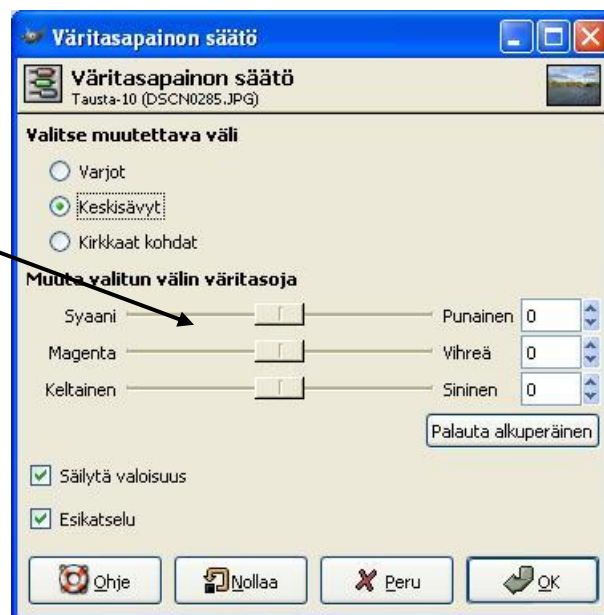 Väritasapainon säätö
Väritasapainon säätö
Tausta-10 (DSCN0285.JPG)
Valitse muutettava väli
Varjot
Keskisävyt
Kirkkaat kohdat
Muuta valitun välin väritasoja
Syaani Punainen 0
Magenta Vihreä 0
Keltainen Sininen 0
Palauta alkuperäinen
Säilytä valoisuus
Esikatselu
Ohje Nollaa Peru OK